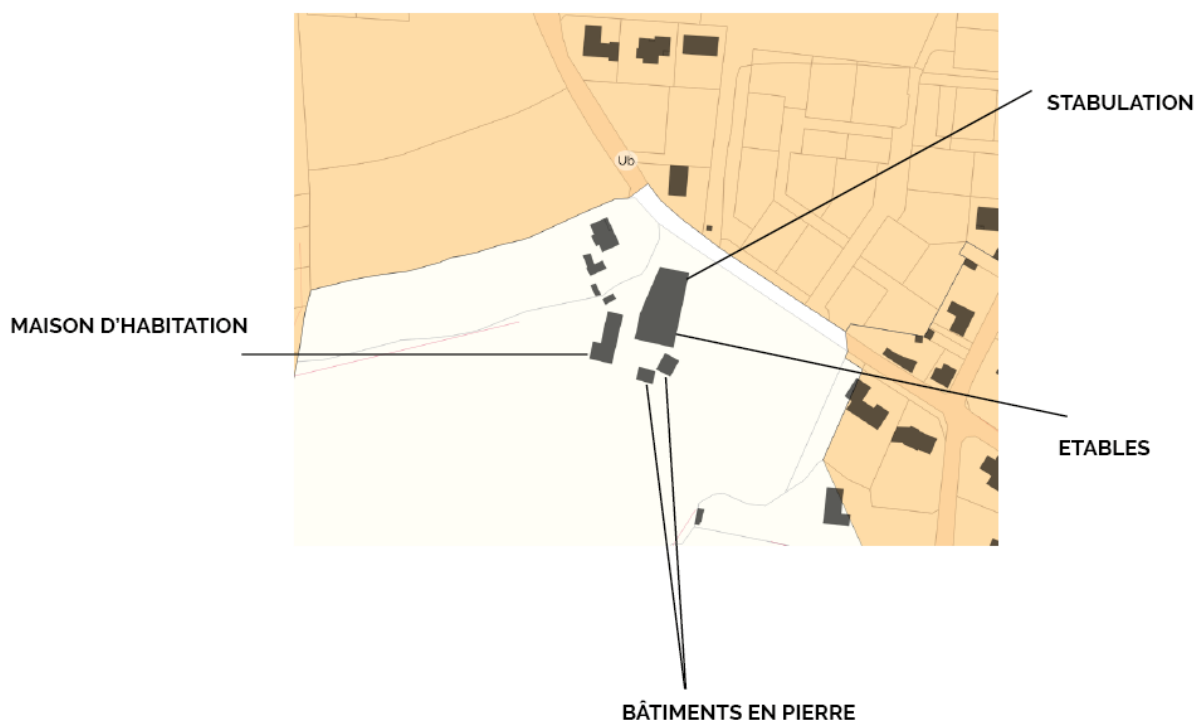 STABULATION
Ub
MAISON D'HABITATION
ETABLES
BÂTIMENTS EN PIERRE